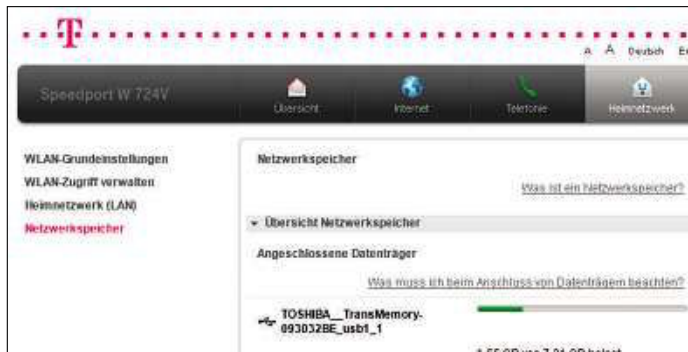 T
A A Deutsch
Speedport W 724V
Übersicht
Internet
Telefonie
Heimnetzwerk
WLAN-Grundeinstellungen
WLAN-Zugriff verwalten
Heimnetzwerk (LAN)
Netzwerkspeicher
Netzwerkspeicher
Was ist ein Netzwerkspeicher?
Übersicht Netzwerkspeicher
Angeschlossene Datenträger
Was muss ich beim Anschluss von Datenträgern beachten?
TOSHIBA__TransMemory-
093032BE_usb1_1